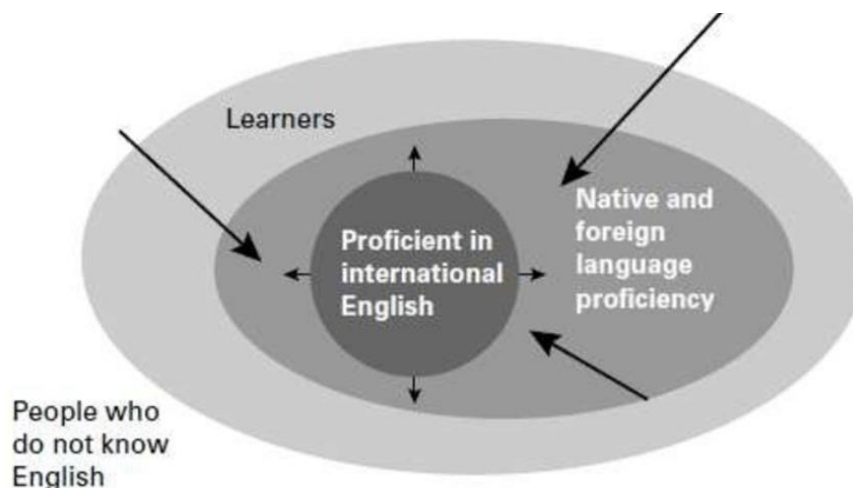 Learners
Native and
foreign
language
proficiency
Proficient in
international
English
People who
do not know
English